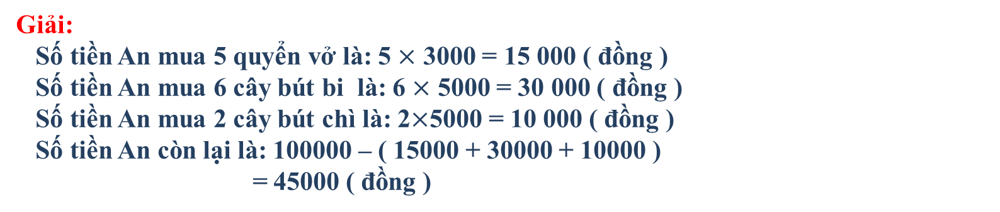 Giải:
Số tiền An mua 5 quyển vở là: 5 × 3000 = 15 000 ( đồng )
Số tiền An mua 6 cây bút bi  là: 6 × 5000 = 30 000 ( đồng )
Số tiền An mua 2 cây bút chì là: 2×5000 = 10 000 ( đồng )
Số tiền An còn lại là: 100000 – ( 15000 + 30000 + 10000 )
= 45000 ( đồng )